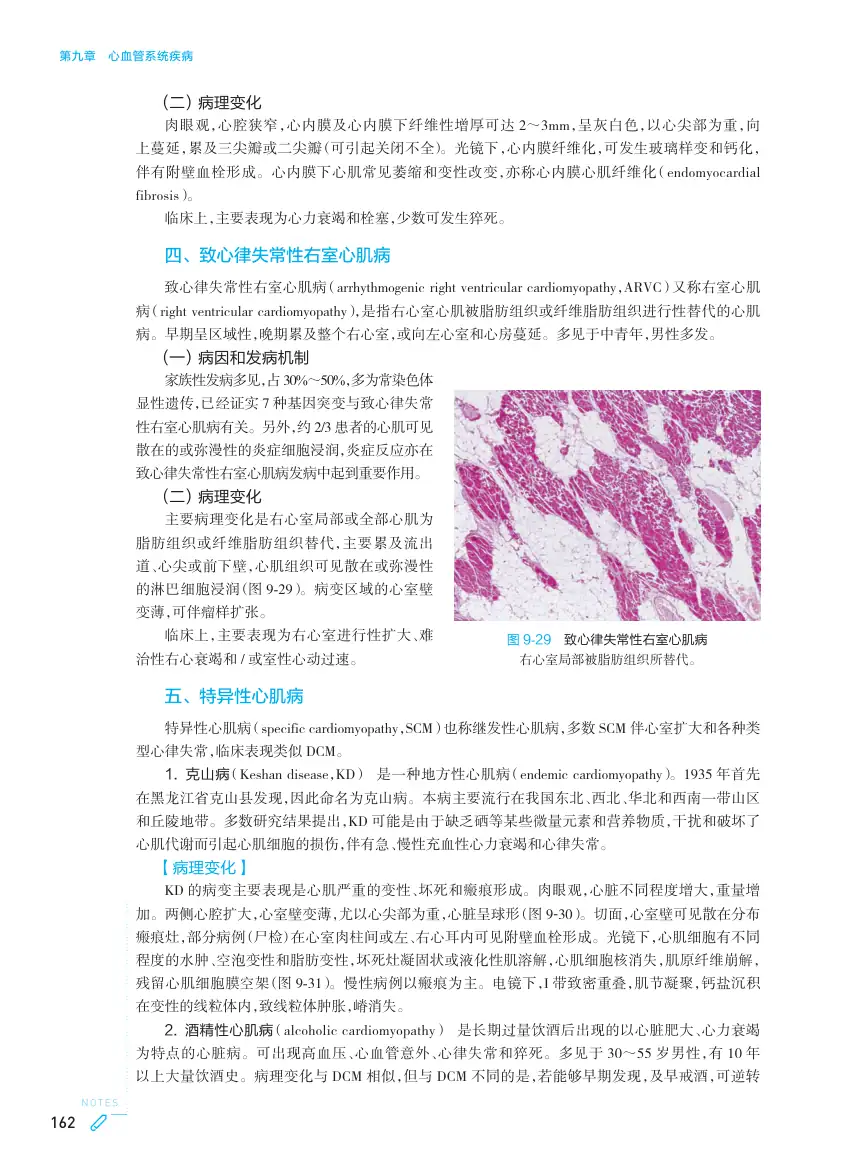 第九章　心血管系统疾病
（二）病理变化
肉眼观,心腔狭窄,心内膜及心内膜下纤维性增厚可达 2～3mm,呈灰白色,以心尖部为重,向
上蔓延,累及三尖瓣或二尖瓣(可引起关闭不全)。光镜下,心内膜纤维化,可发生玻璃样变和钙化,
伴有附壁血栓形成。心内膜下心肌常见萎缩和变性改变,亦称心内膜心肌纤维化(endomyocardial
fibrosis)。
临床上,主要表现为心力衰竭和栓塞,少数可发生猝死。
四、致心律失常性右室心肌病
致心律失常性右室心肌病(arrhythmogenic right ventricular cardiomyopathy,ARVC)又称右室心肌
病(right ventricular cardiomyopathy),是指右心室心肌被脂肪组织或纤维脂肪组织进行性替代的心肌
病。早期呈区域性,晚期累及整个右心室,或向左心室和心房蔓延。多见于中青年,男性多发。
（一）病因和发病机制
家族性发病多见,占 30%～50%,多为常染色体
显性遗传,已经证实 7 种基因突变与致心律失常
性右室心肌病有关。另外,约 2/3 患者的心肌可见
散在的或弥漫性的炎症细胞浸润,炎症反应亦在
致心律失常性右室心肌病发病中起到重要作用。
（二）病理变化
主要病理变化是右心室局部或全部心肌为
脂肪组织或纤维脂肪组织替代,主要累及流出
道、心尖或前下壁,心肌组织可见散在或弥漫性
的淋巴细胞浸润(图 9-29)。病变区域的心室壁
变薄,可伴瘤样扩张。
临床上,主要表现为右心室进行性扩大、难
治性右心衰竭和 / 或室性心动过速。
图 9-29　致心律失常性右室心肌病
右心室局部被脂肪组织所替代。
五、特异性心肌病
特异性心肌病(specific cardiomyopathy,SCM)也称继发性心肌病,多数 SCM 伴心室扩大和各种类
型心律失常,临床表现类似 DCM。
1. 克山病(Keshan disease,KD)　是一种地方性心肌病(endemic cardiomyopathy)。1935 年首先
在黑龙江省克山县发现,因此命名为克山病。本病主要流行在我国东北、西北、华北和西南一带山区
和丘陵地带。多数研究结果提出,KD 可能是由于缺乏硒等某些微量元素和营养物质,干扰和破坏了
心肌代谢而引起心肌细胞的损伤,伴有急、慢性充血性心力衰竭和心律失常。
【病理变化】
KD 的病变主要表现是心肌严重的变性、坏死和瘢痕形成。肉眼观,心脏不同程度增大,重量增
加。两侧心腔扩大,心室壁变薄,尤以心尖部为重,心脏呈球形(图 9-30)。切面,心室壁可见散在分布
瘢痕灶,部分病例(尸检)在心室肉柱间或左、右心耳内可见附壁血栓形成。光镜下,心肌细胞有不同
程度的水肿、空泡变性和脂肪变性,坏死灶凝固状或液化性肌溶解,心肌细胞核消失,肌原纤维崩解,
残留心肌细胞膜空架(图 9-31)。慢性病例以瘢痕为主。电镜下,I 带致密重叠,肌节凝聚,钙盐沉积
在变性的线粒体内,致线粒体肿胀,嵴消失。
2. 酒精性心肌病(alcoholic cardiomyopathy)　是长期过量饮酒后出现的以心脏肥大、心力衰竭
为特点的心脏病。可出现高血压、心血管意外、心律失常和猝死。多见于 30～55 岁男性,有 10 年
以上大量饮酒史。病理变化与 DCM 相似,但与 DCM 不同的是,若能够早期发现,及早戒酒,可逆转
NOTES
162